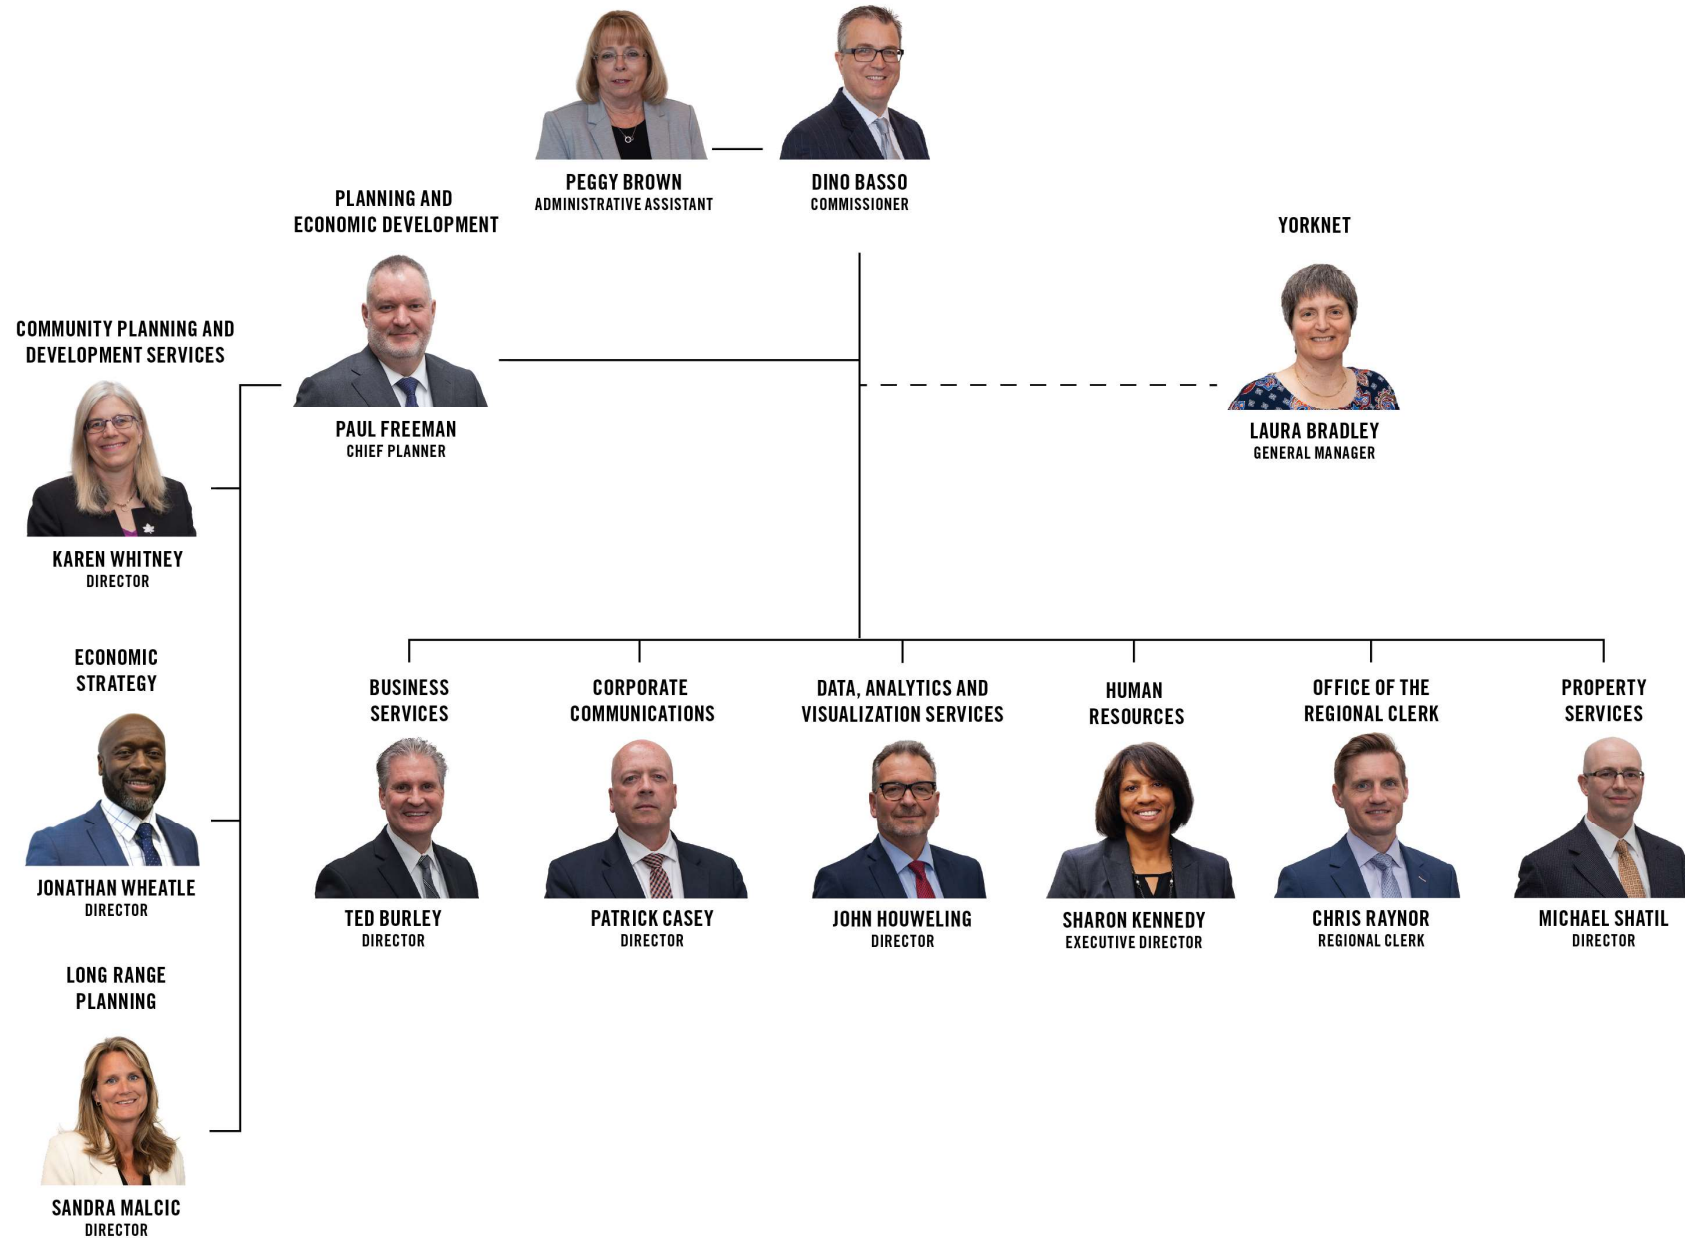 PEGGY BROWN
ADMINISTRATIVE ASSISTANT
DINO BASSO
COMMISSIONER
PLANNING AND
ECONOMIC DEVELOPMENT
PAUL FREEMAN
CHIEF PLANNER
YORKNET
LAURA BRADLEY
GENERAL MANAGER
COMMUNITY PLANNING AND
DEVELOPMENT SERVICES
KAREN WHITNEY
DIRECTOR
ECONOMIC
STRATEGY
JONATHAN WHEATLE
DIRECTOR
LONG RANGE
PLANNING
SANDRA MALCIC
DIRECTOR
BUSINESS
SERVICES
TED BURLEY
DIRECTOR
CORPORATE
COMMUNICATIONS
PATRICK CASEY
DIRECTOR
DATA, ANALYTICS AND
VISUALIZATION SERVICES
JOHN HOUWELING
DIRECTOR
HUMAN
RESOURCES
SHARON KENNEDY
EXECUTIVE DIRECTOR
OFFICE OF THE
REGIONAL CLERK
CHRIS RAYNOR
REGIONAL CLERK
PROPERTY
SERVICES
MICHAEL SHATIL
DIRECTOR